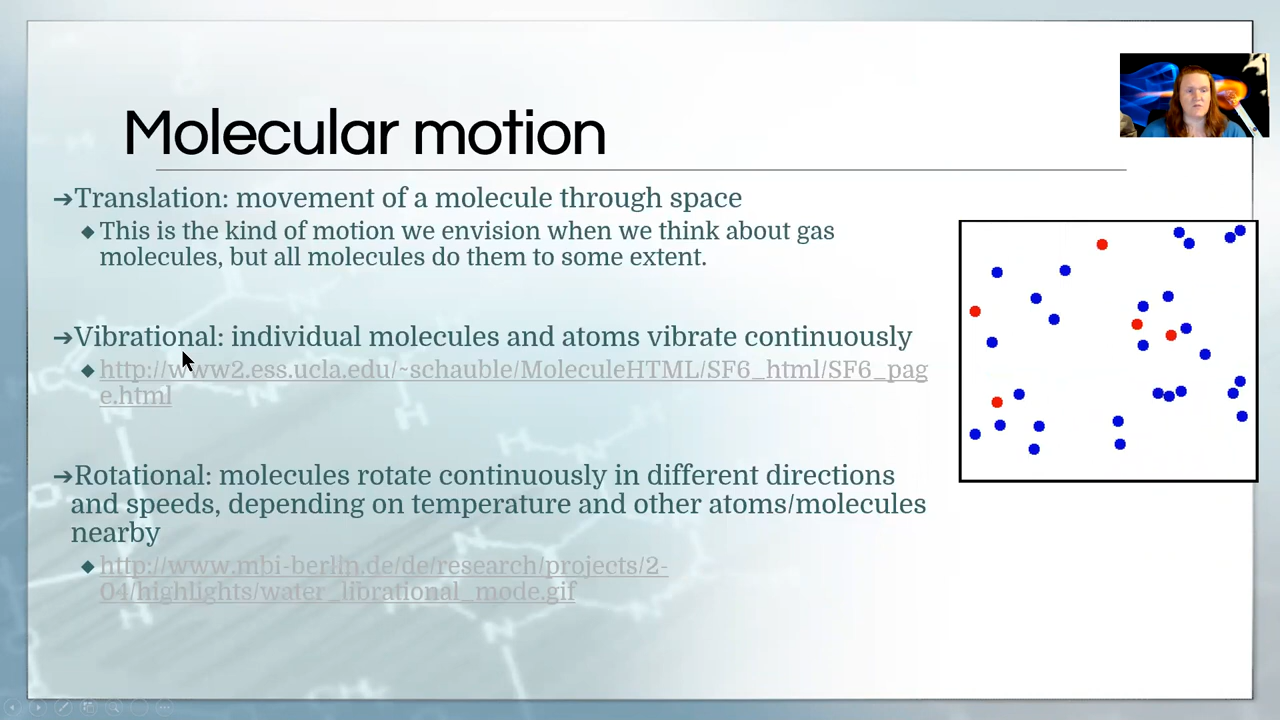 Molecular motion
➔Translation: movement of a molecule through space
◆This is the kind of motion we envision when we think about gas
molecules, but all molecules do them to some extent.
➔Vibrational: individual molecules and atoms vibrate continuously
◆http://www2.ess.ucla.edu/~schauble/MoleculeHTML/SF6_html/SF6_pag
e.html
➔Rotational: molecules rotate continuously in different directions
and speeds, depending on temperature and other atoms/molecules
nearby
◆http://www.mbi-berlin.de/de/research/projects/2-
04/highlights/water_librational_mode.gif